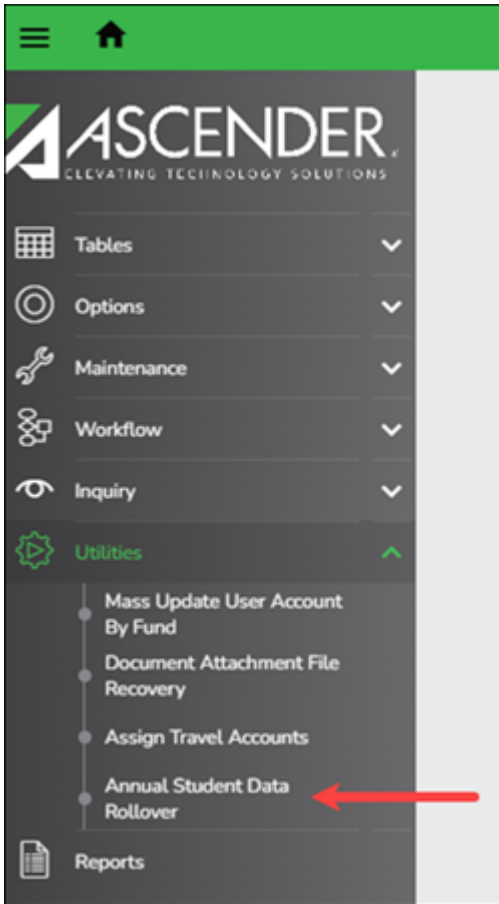 ASCENDER
ELEVATING TECHNOLOGY SOLUTIONS
Tables
Options
Maintenance
Workflow
Inquiry
Utilities
Mass Update User Account
By Fund
Document Attachment File
Recovery
Assign Travel Accounts
Annual Student Data
Rollover
Reports